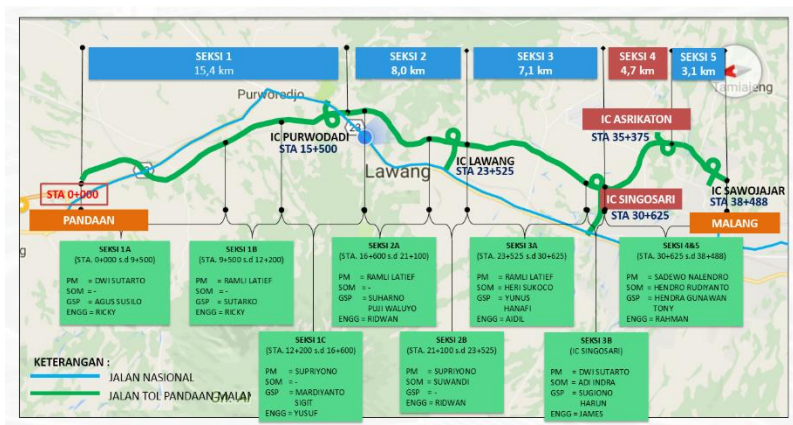 SEKSI 1
15,4 km
SEKSI 2
8,0 km
SEKSI 3
7,1 km
SEKSI 4
4,7 km
SEKSI 5
3,1 km
Tamiajeng
Purworedjo
IC ASRIKATON
STA 35+375
23
IC PURWODADI
STA 15+500
Lawang
IC LAWANG
STA 23+525
STA 0+000
IC SINGOSARI
STA 30+625
IC SAWOJAJAR
STA 38+488
PANDAAN
MALANG
SEKSI 1A
(STA. 0+000 s.d 9+500)
PM = DWI SUTARTO
SOM = -
GSP = AGUS SUSILO
ENGG = RICKY
SEKSI 1B
(STA. 9+500 s.d 12+200)
PM = RAMLI LATIEF
SOM = -
GSP = SUTARKO
ENGG = RICKY
SEKSI 2A
(STA. 16+600 s.d 21+100)
PM = RAMLI LATIEF
SOM = -
GSP = SUHARNO
PUJI WALUYO
ENGG = RIDWAN
SEKSI 3A
(STA. 23+525 s.d 30+625)
PM = RAMLI LATIEF
SOM = HERI SUKOCO
GSP = YUNUS
HANAFI
ENGG = AIDIL
SEKSI 4&5
(STA. 30+625 s.d 38+488)
PM = SADEWO NALENDRO
SOM = HENDRO RUDIYANTO
GSP = HENDRA GUNAWAN
TONY
ENGG = RAHMAN
SEKSI 1C
(STA. 12+200 s.d 16+600)
PM = SUPRIYONO
SOM = -
GSP = MARDIYANTO
SIGIT
ENGG = YUSUF
SEKSI 2B
(STA. 21+100 s.d 23+525)
PM = SUPRIYONO
SOM = SUWANDI
GSP = -
ENGG = RIDWAN
SEKSI 3B
(IC SINGOSARI)
PM = DWI SUTARTO
SOM = ADI INDRA
GSP = SUGIONO
HARUN
ENGG = JAMES
KETERANGAN :
JALAN NASIONAL
JALAN TOL PANDAAN MALAN